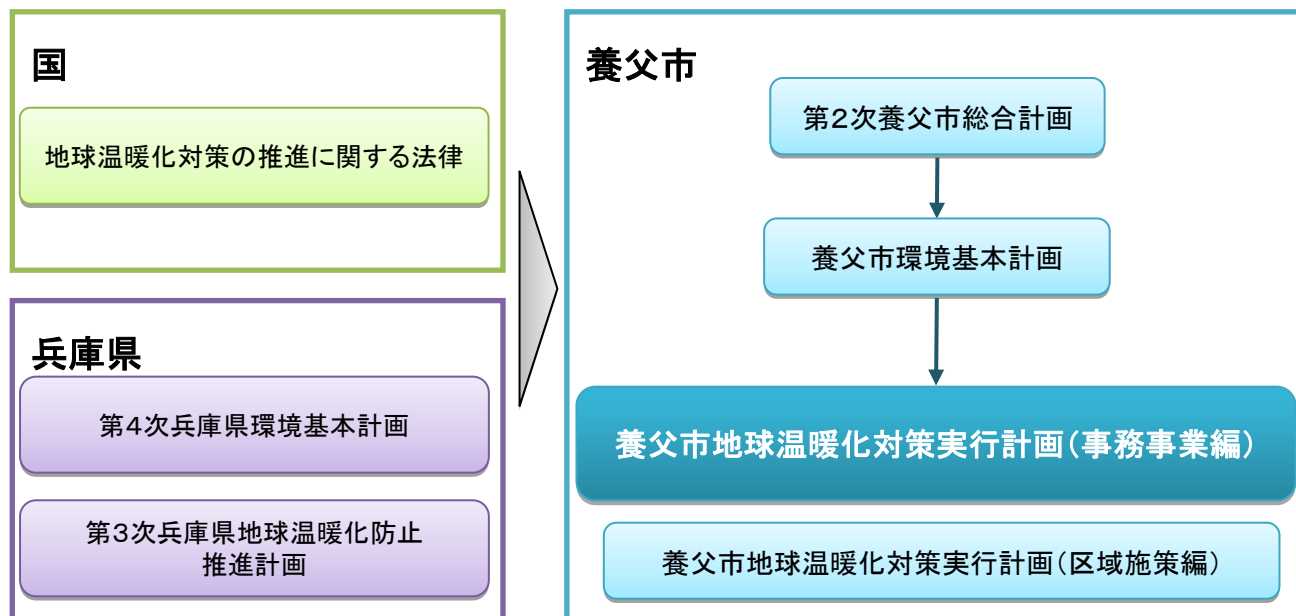 国
地球温暖化対策の推進に関する法律
兵庫県
第4次兵庫県環境基本計画
第3次兵庫県地球温暖化防止
推進計画
養父市
第2次養父市総合計画
養父市環境基本計画
養父市地球温暖化対策実行計画(事務事業編)
養父市地球温暖化対策実行計画(区域施策編)